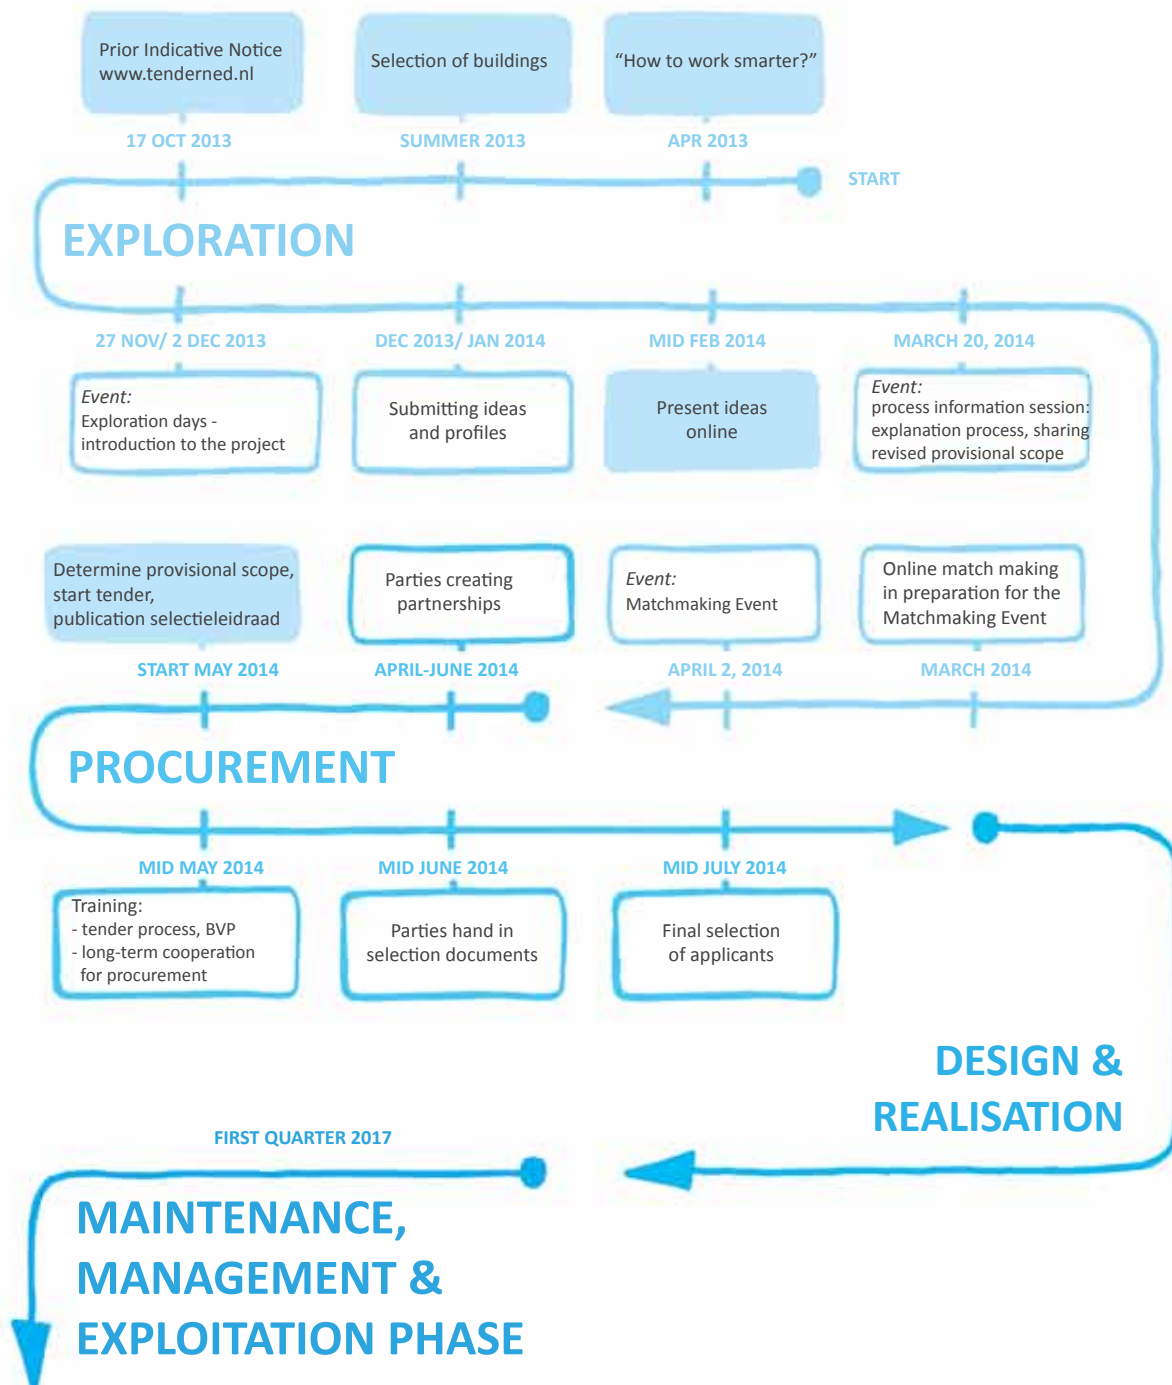 Prior Indicative Notice
www.tenderned.nl
Selection of buildings
“How to work smarter?”
17 OCT 2013
SUMMER 2013
APR 2013
START
EXPLORATION
27 NOV/ 2 DEC 2013
DEC 2013/ JAN 2014
MID FEB 2014
MARCH 20, 2014
Event:
Exploration days -
introduction to the project
Submitting ideas
and profiles
Present ideas
online
Event:
process information session:
explanation process, sharing
revised provisional scope
Determine provisional scope,
start tender,
publication selectieleidraad
Parties creating
partnerships
Event:
Matchmaking Event
Online match making
in preparation for the
Matchmaking Event
START MAY 2014
APRIL-JUNE 2014
APRIL 2, 2014
MARCH 2014
PROCUREMENT
MID MAY 2014
MID JUNE 2014
MID JULY 2014
Training:
- tender process, BVP
- long-term cooperation
for procurement
Parties hand in
selection documents
Final selection
of applicants
DESIGN &
REALISATION
FIRST QUARTER 2017
MAINTENANCE,
MANAGEMENT &
EXPLOITATION PHASE